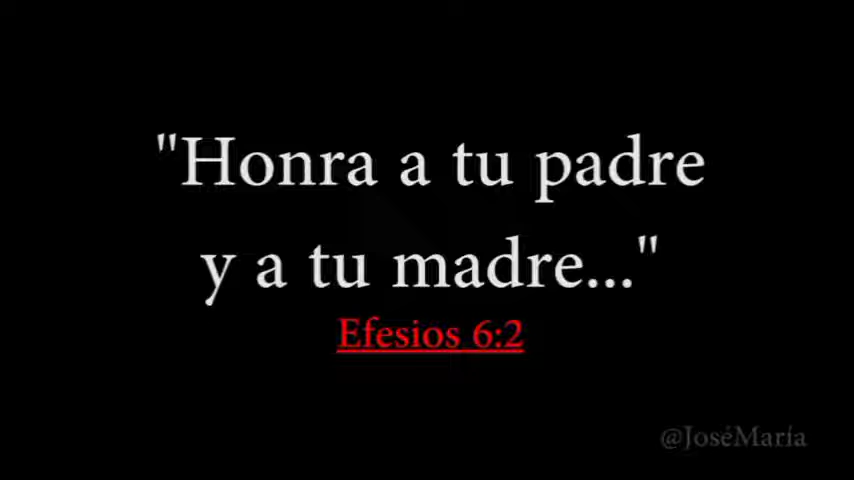 "Honra a tu padre
y a tu madre..."
Efesios 6:2
@JoséMaría